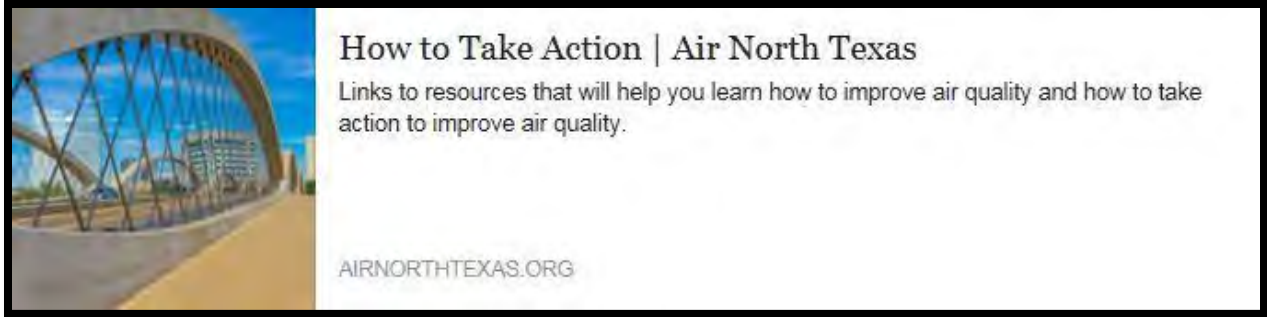 How to Take Action | Air North Texas
Links to resources that will help you learn how to improve air quality and how to take
action to improve air quality.
AIRNORTHTEXAS.ORG